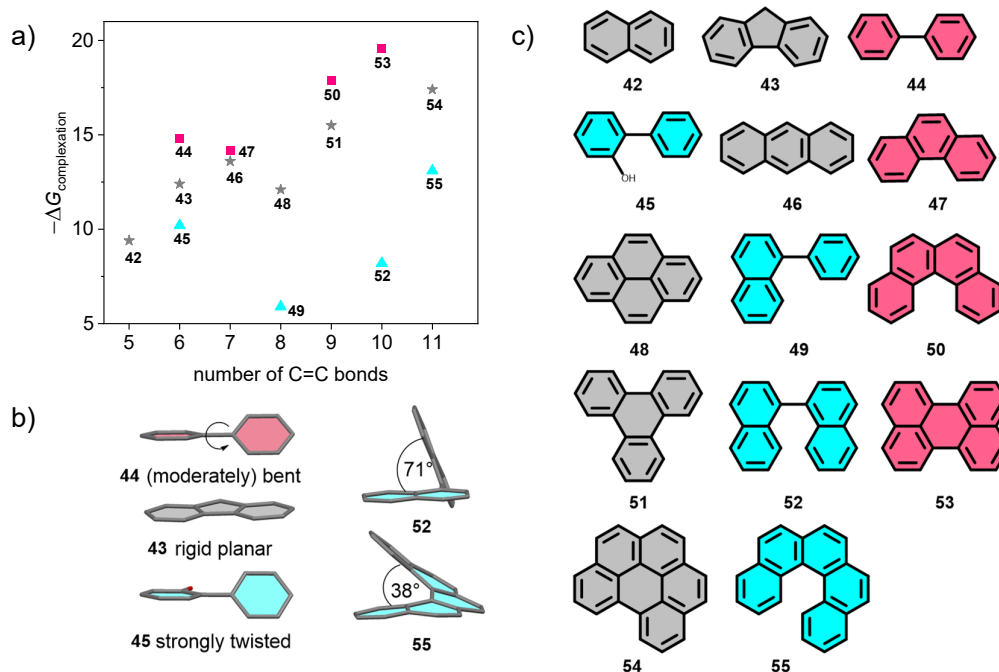 a)
−ΔG complexation
20
15
10
5
5 6 7 8 9 10 11
number of C=C bonds
42
43
44
45
46
47
48
49
50
51
52
53
54
55
b)
44 (moderately) bent
43 rigid planar
45 strongly twisted
71°
52
38°
55
c)
42 43 44
OH
45 46 47
48 49 50
51 52 53
54 55